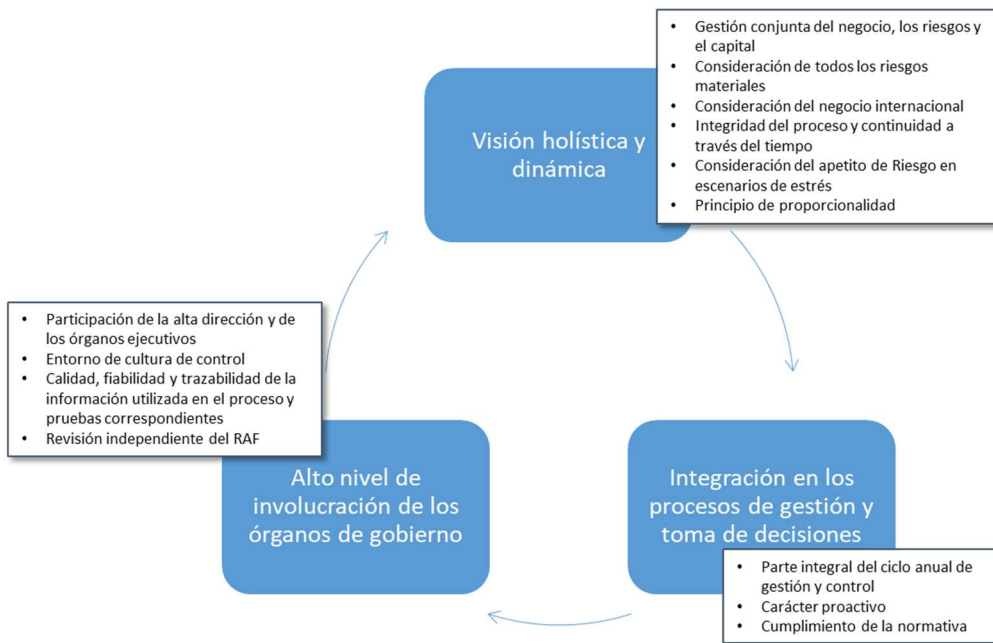 Visión holística y
dinámica
• Gestión conjunta del negocio, los riesgos y
el capital
• Consideración de todos los riesgos
materiales
• Consideración del negocio internacional
• Integridad del proceso y continuidad a
través del tiempo
• Consideración del apetito de Riesgo en
escenarios de estrés
• Principio de proporcionalidad
• Participación de la alta dirección y de
los órganos ejecutivos
• Entorno de cultura de control
• Calidad, fiabilidad y trazabilidad de la
información utilizada en el proceso y
pruebas correspondientes
• Revisión independiente del RAF
Alto nivel de
involucración de los
órganos de gobierno
Integración en los
procesos de gestión y
toma de decisiones
• Parte integral del ciclo anual de
gestión y control
• Carácter proactivo
• Cumplimiento de la normativa